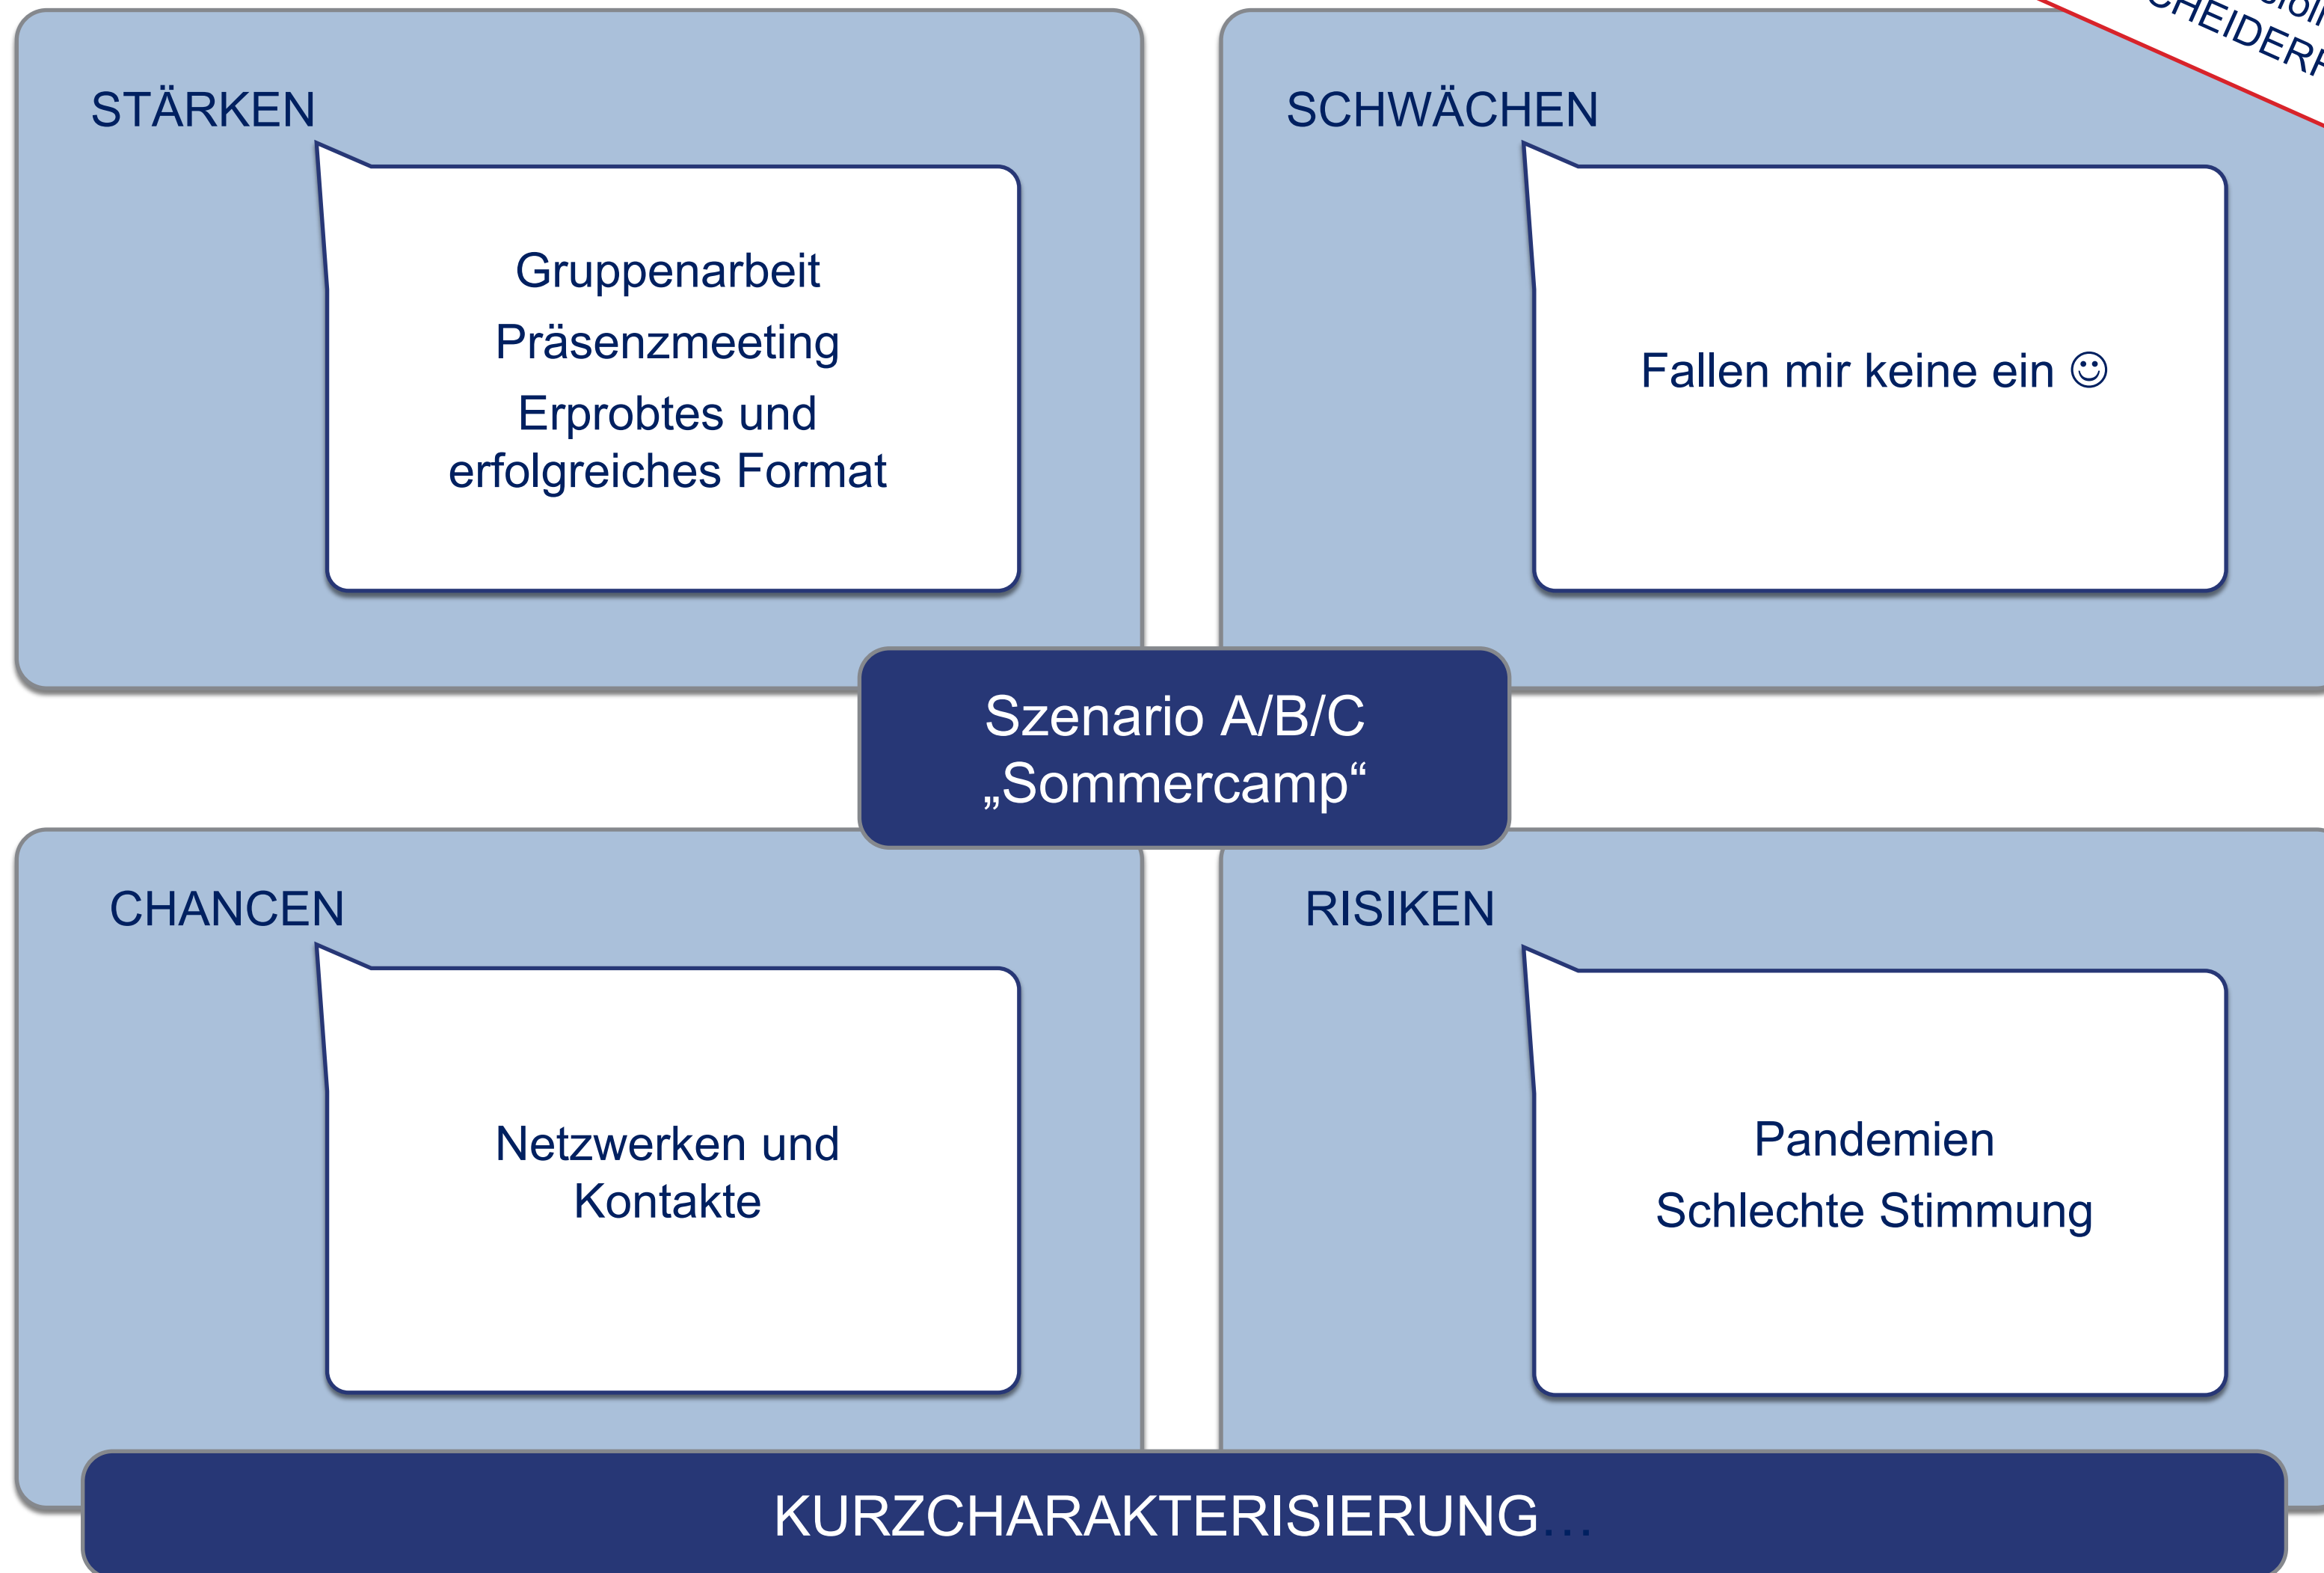 STÄRKEN
Gruppenarbeit
Präsenzmeeting
Erprobtes und
erfolgreiches Format
SCHWÄCHEN
Fallen mir keine ein ☺
Szenario A/B/C
„Sommercamp“
CHANCEN
Netzwerken und
Kontakte
RISIKEN
Pandemien
Schlechte Stimmung
KURZCHARAKTERISIERUNG...